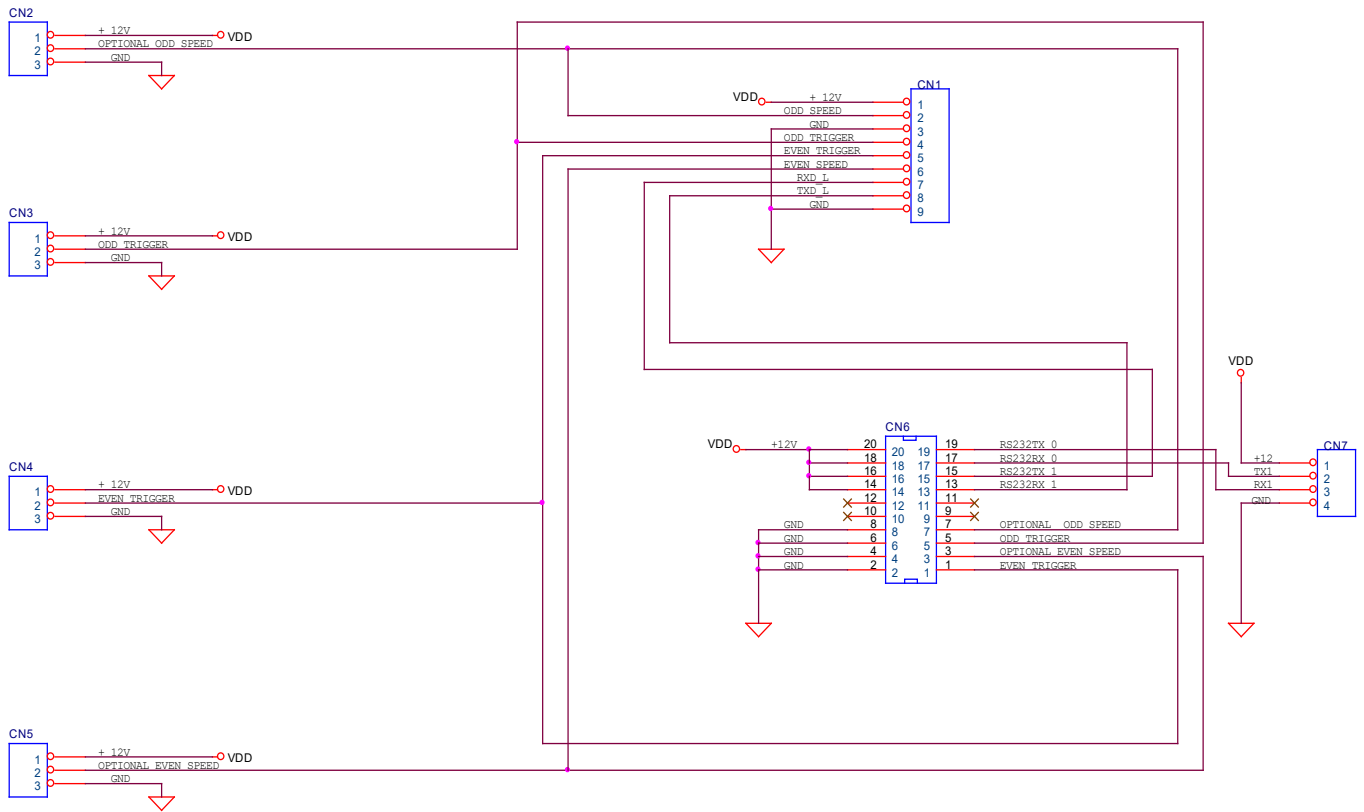 CN2
1 + 12V VDD
2 OPTIONAL ODD SPEED
3 GND
CN1
VDD + 12V 1
ODD SPEED 2
GND 3
ODD TRIGGER 4
EVEN TRIGGER 5
EVEN SPEED 6
RXD_L 7
TXD_L 8
GND 9
CN3
1 + 12V VDD
2 ODD TRIGGER
3 GND
VDD
CN6
VDD +12V 20 20 19 19 RS232TX_0
18 18 17 17 RS232RX_0
16 16 15 15 RS232TX_1
14 14 13 13 RS232RX_1
12 12 11 11
10 10 9 9
GND 8 8 7 7 OPTIONAL ODD SPEED
GND 6 6 5 5 ODD TRIGGER
GND 4 4 3 3 OPTIONAL EVEN SPEED
GND 2 2 1 1 EVEN TRIGGER
CN7
+12 1
TX1 2
RX1 3
GND 4
CN4
1 + 12V VDD
2 EVEN TRIGGER
3 GND
CN5
1 + 12V VDD
2 OPTIONAL EVEN SPEED
3 GND